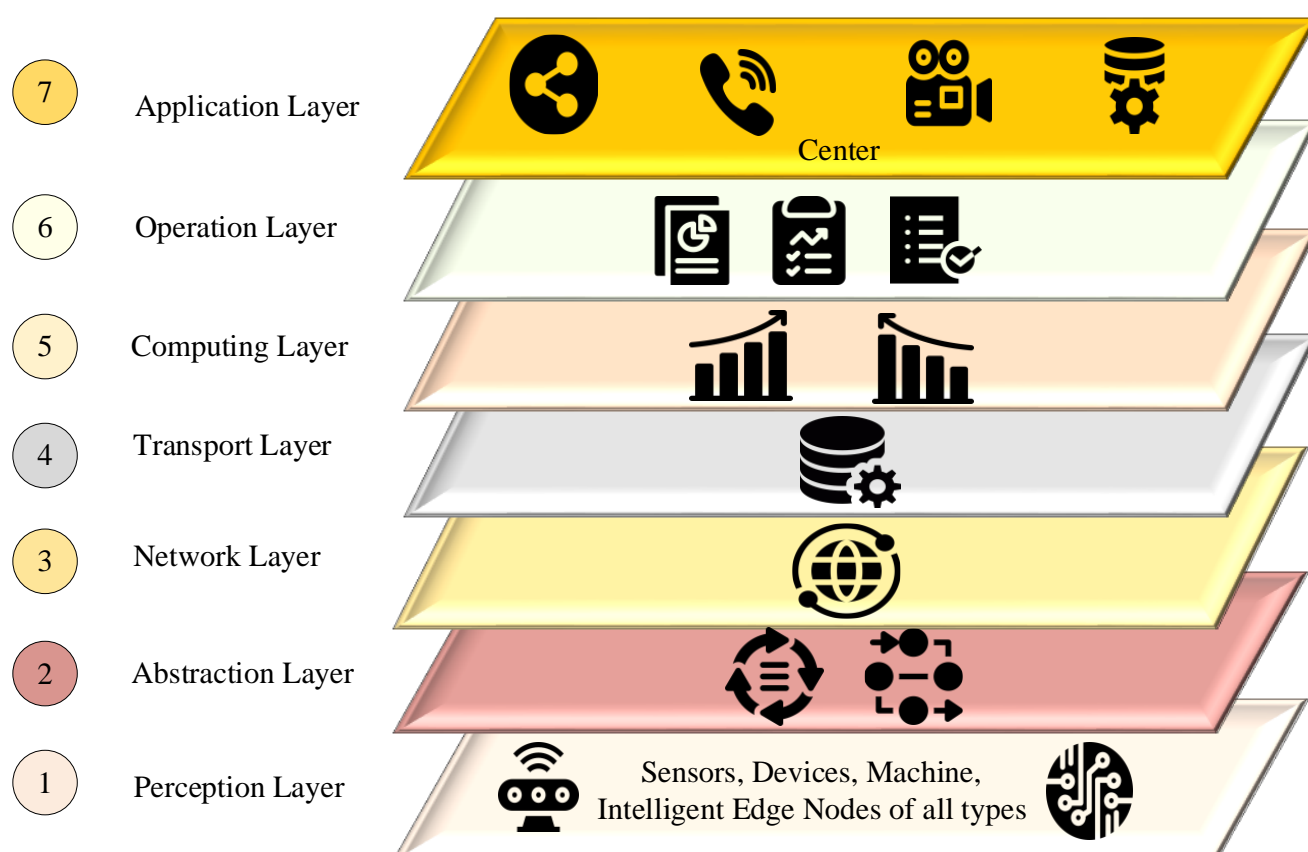 7
Application Layer
Center
6
Operation Layer
5
Computing Layer
4
Transport Layer
3
Network Layer
2
Abstraction Layer
1
Perception Layer
Sensors, Devices, Machine,
Intelligent Edge Nodes of all types